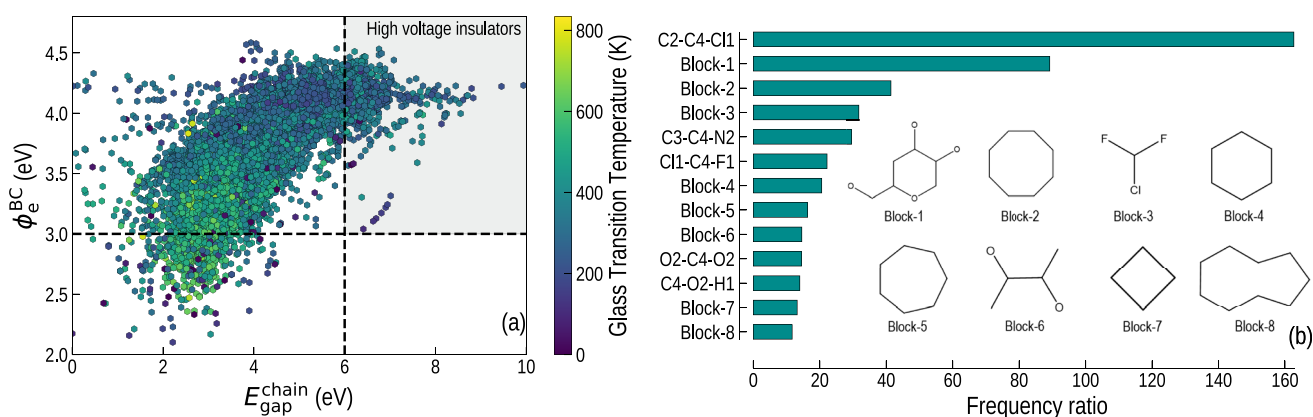 High voltage insulators
4.5
4.0
3.5
3.0
2.5
2.0
ϕ_e^BC (eV)
0
2
4
6
8
10
E_gap^chain (eV)
(a)
800
600
400
200
0
Glass Transition Temperature (K)
C2-C4-Cl1
Block-1
Block-2
Block-3
C3-C4-N2
Cl1-C4-F1
Block-4
Block-5
Block-6
O2-C4-O2
C4-O2-H1
Block-7
Block-8
O
O
O
O
Block-1
Block-2
F
F
Cl
Block-3
Block-4
Block-5
O
O
Block-6
Block-7
Block-8
(b)
0
20
40
60
80
100
120
140
160
Frequency ratio